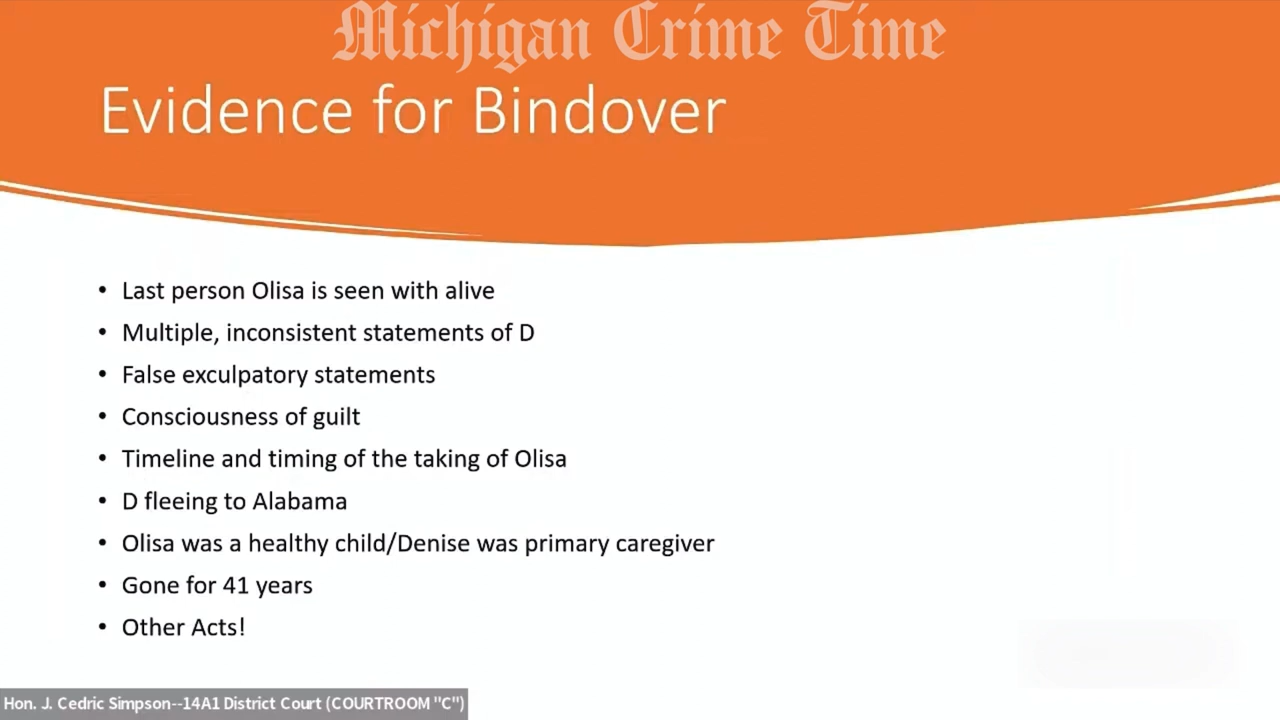 Michigan Crime Time
Evidence for Bindover
• Last person Olisa is seen with alive
• Multiple, inconsistent statements of D
• False exculpatory statements
• Consciousness of guilt
• Timeline and timing of the taking of Olisa
• D fleeing to Alabama
• Olisa was a healthy child/Denise was primary caregiver
• Gone for 41 years
• Other Acts!
Hon. J. Cedric Simpson--14A1 District Court (COURTROOM "C")